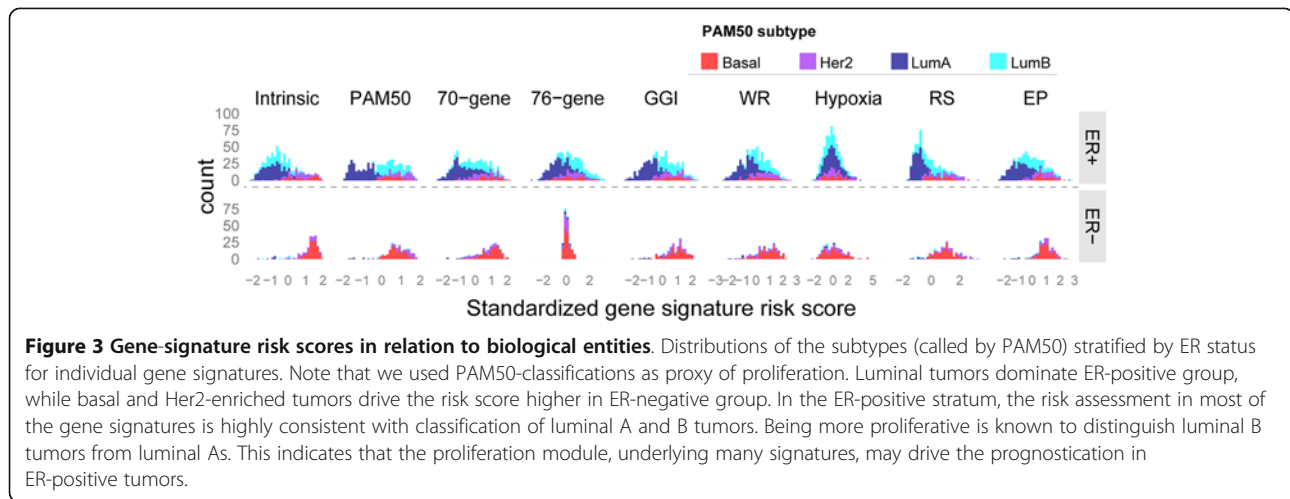 PAM50 subtype
Basal Her2 LumA LumB
Intrinsic PAM50 70-gene 76-gene GGI WR Hypoxia RS EP
100
75
50
25
0
ER+
count
75
50
25
0
ER-
-2 -1 0 1 2 -2 -1 0 1 2 -2 -1 0 1 2 -2 0 2 -2 -1 0 1 2 -3 -2 -1 0 1 2 3 -2 0 2 5 -2 0 2 -2 -1 0 1 2 3
Standardized gene signature risk score
Figure 3 Gene-signature risk scores in relation to biological entities. Distributions of the subtypes (called by PAM50) stratified by ER status
for individual gene signatures. Note that we used PAM50-classifications as proxy of proliferation. Luminal tumors dominate ER-positive group,
while basal and Her2-enriched tumors drive the risk score higher in ER-negative group. In the ER-positive stratum, the risk assessment in most of
the gene signatures is highly consistent with classification of luminal A and B tumors. Being more proliferative is known to distinguish luminal B
tumors from luminal As. This indicates that the proliferation module, underlying many signatures, may drive the prognostication in
ER-positive tumors.